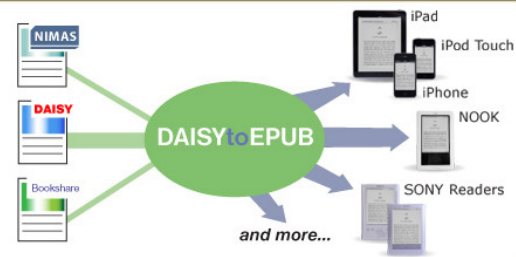 NIMAS
DAISY
Bookshare
DAISYtoEPUB
iPad
iPod Touch
iPhone
NOOK
SONY Readers
and more...